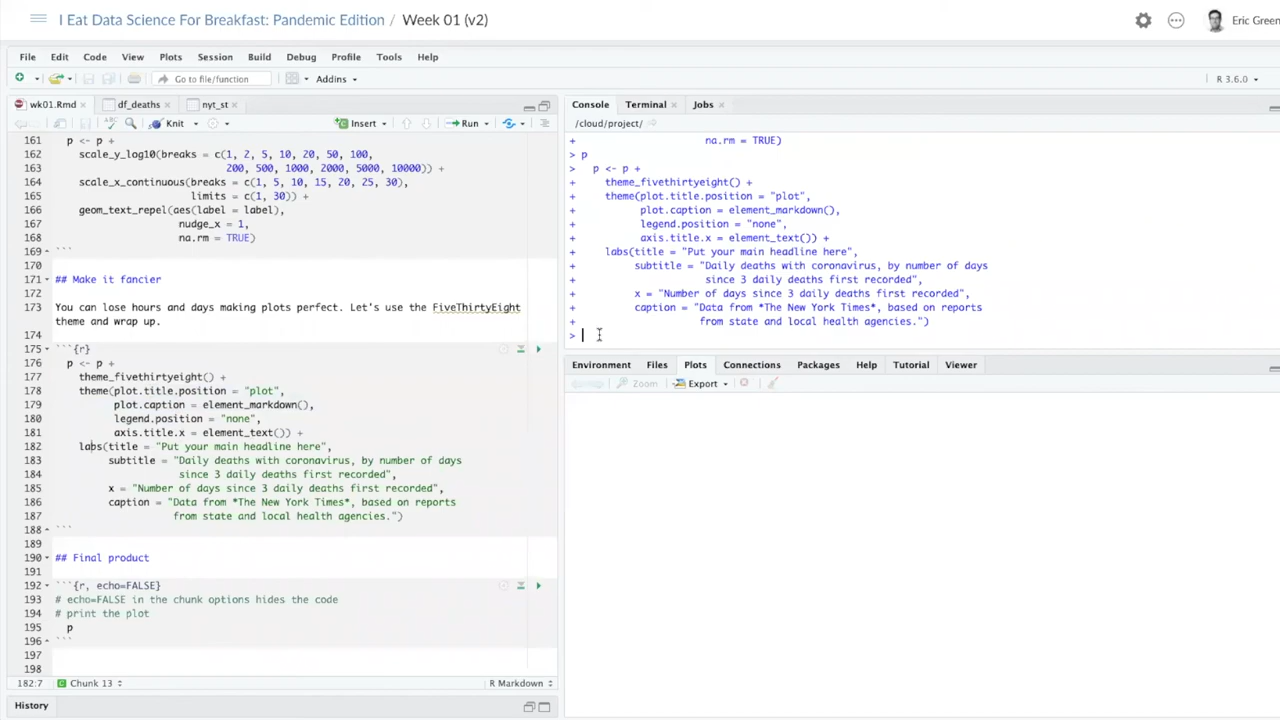 I Eat Data Science For Breakfast: Pandemic Edition / Week 01 (v2)
Eric Green
File Edit Code View Plots Session Build Debug Profile Tools Help
Go to file/function Addins
R 3.6.0
wk01.Rmd df_deaths nyt_st
Knit Insert Run
161 p <- p +
162 scale_y_log10(breaks = c(1, 2, 5, 10, 20, 50, 100,
163 200, 500, 1000, 2000, 5000, 10000)) +
164 scale_x_continuous(breaks = c(1, 5, 10, 15, 20, 25, 30),
165 limits = c(1, 30)) +
166 geom_text_repel(aes(label = label),
167 nudge_x = 1,
168 na.rm = TRUE)
169 ```
170
171 ## Make it fancier
172
173 You can lose hours and days making plots perfect. Let's use the FiveThirtyEight
theme and wrap up.
174
175 ```{r}
176 p <- p +
177 theme_fivethirtyeight() +
178 theme(plot.title.position = "plot",
179 plot.caption = element_markdown(),
180 legend.position = "none",
181 axis.title.x = element_text()) +
182 labs(title = "Put your main headline here",
183 subtitle = "Daily deaths with coronavirus, by number of days
184 since 3 daily deaths first recorded",
185 x = "Number of days since 3 daily deaths first recorded",
186 caption = "Data from *The New York Times*, based on reports
187 from state and local health agencies.")
188 ```
189
190 ## Final product
191
192 ```{r, echo=FALSE}
193 # echo=FALSE in the chunk options hides the code
194 # print the plot
195 p
196 ```
197
198
182:7 Chunk 13 R Markdown
History
Console Terminal Jobs
/cloud/project/
+ na.rm = TRUE)
> p
> p <- p +
+ theme_fivethirtyeight() +
+ theme(plot.title.position = "plot",
+ plot.caption = element_markdown(),
+ legend.position = "none",
+ axis.title.x = element_text()) +
+ labs(title = "Put your main headline here",
+ subtitle = "Daily deaths with coronavirus, by number of days
+ since 3 daily deaths first recorded",
+ x = "Number of days since 3 daily deaths first recorded",
+ caption = "Data from *The New York Times*, based on reports
+ from state and local health agencies.")
>
Environment Files Plots Connections Packages Help Tutorial Viewer
Zoom Export